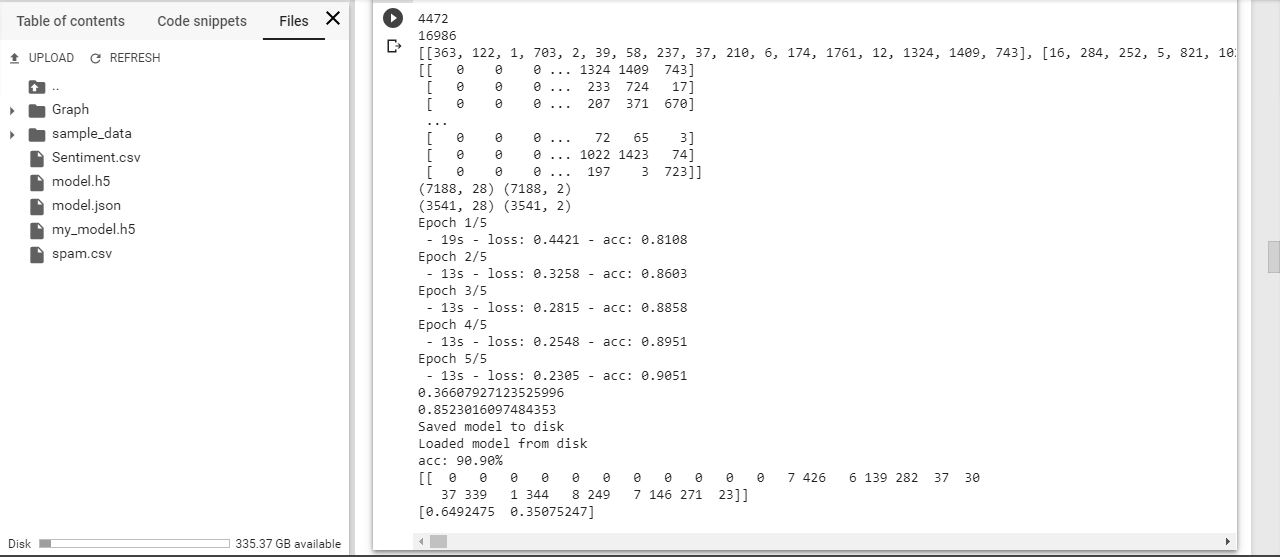 Table of contents Code snippets Files
UPLOAD REFRESH
..
Graph
sample_data
Sentiment.csv
model.h5
model.json
my_model.h5
spam.csv
Disk 335.37 GB available
4472
16986
[[363, 122, 1, 703, 2, 39, 58, 237, 37, 210, 6, 174, 1761, 12, 1324, 1409, 743], [16, 284, 252, 5, 821, 10
[[ 0 0 0 ... 1324 1409 743]
[ 0 0 0 ... 233 724 17]
[ 0 0 0 ... 207 371 670]
...
[ 0 0 0 ... 72 65 3]
[ 0 0 0 ... 1022 1423 74]
[ 0 0 0 ... 197 3 723]]
(7188, 28) (7188, 2)
(3541, 28) (3541, 2)
Epoch 1/5
- 19s - loss: 0.4421 - acc: 0.8108
Epoch 2/5
- 13s - loss: 0.3258 - acc: 0.8603
Epoch 3/5
- 13s - loss: 0.2815 - acc: 0.8858
Epoch 4/5
- 13s - loss: 0.2548 - acc: 0.8951
Epoch 5/5
- 13s - loss: 0.2305 - acc: 0.9051
0.36607927123525996
0.8523016097484353
Saved model to disk
Loaded model from disk
acc: 90.90%
[[ 0 0 0 0 0 0 0 0 0 0 0 7 426 6 139 282 37 30
37 339 1 344 8 249 7 146 271 23]]
[0.6492475 0.35075247]